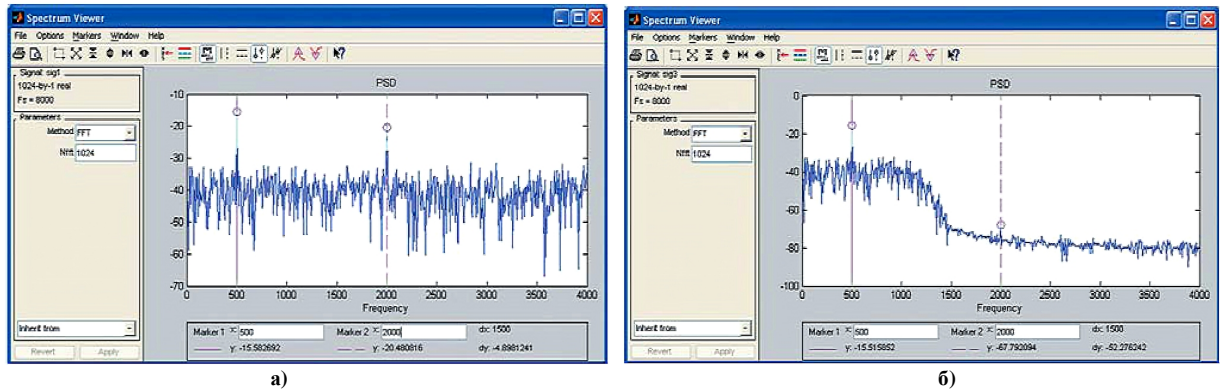 Spectrum Viewer
File Options Markers Window Help
Signal: sig1
1024-by-1 real
Fs = 8000
Parameters
Method FFT
Nfft 1024
Inherit from
Revert Apply
PSD
-10
-20
-30
-40
-50
-60
-70
0 500 1000 1500 2000 2500 3000 3500 4000
Frequency
Marker 1 x: 500 Marker 2 x: 2000 dx: 1500
y: -15.582692 y: -20.480816 dy: -4.8981241
а)
Spectrum Viewer
File Options Markers Window Help
Signal: sig3
1024-by-1 real
Fs = 8000
Parameters
Method FFT
Nfft 1024
Inherit from
Revert Apply
PSD
0
-20
-40
-60
-80
-100
0 500 1000 1500 2000 2500 3000 3500 4000
Frequency
Marker 1 x: 500 Marker 2 x: 2000 dx: 1500
y: -15.515852 y: -67.792094 dy: -52.276242
б)